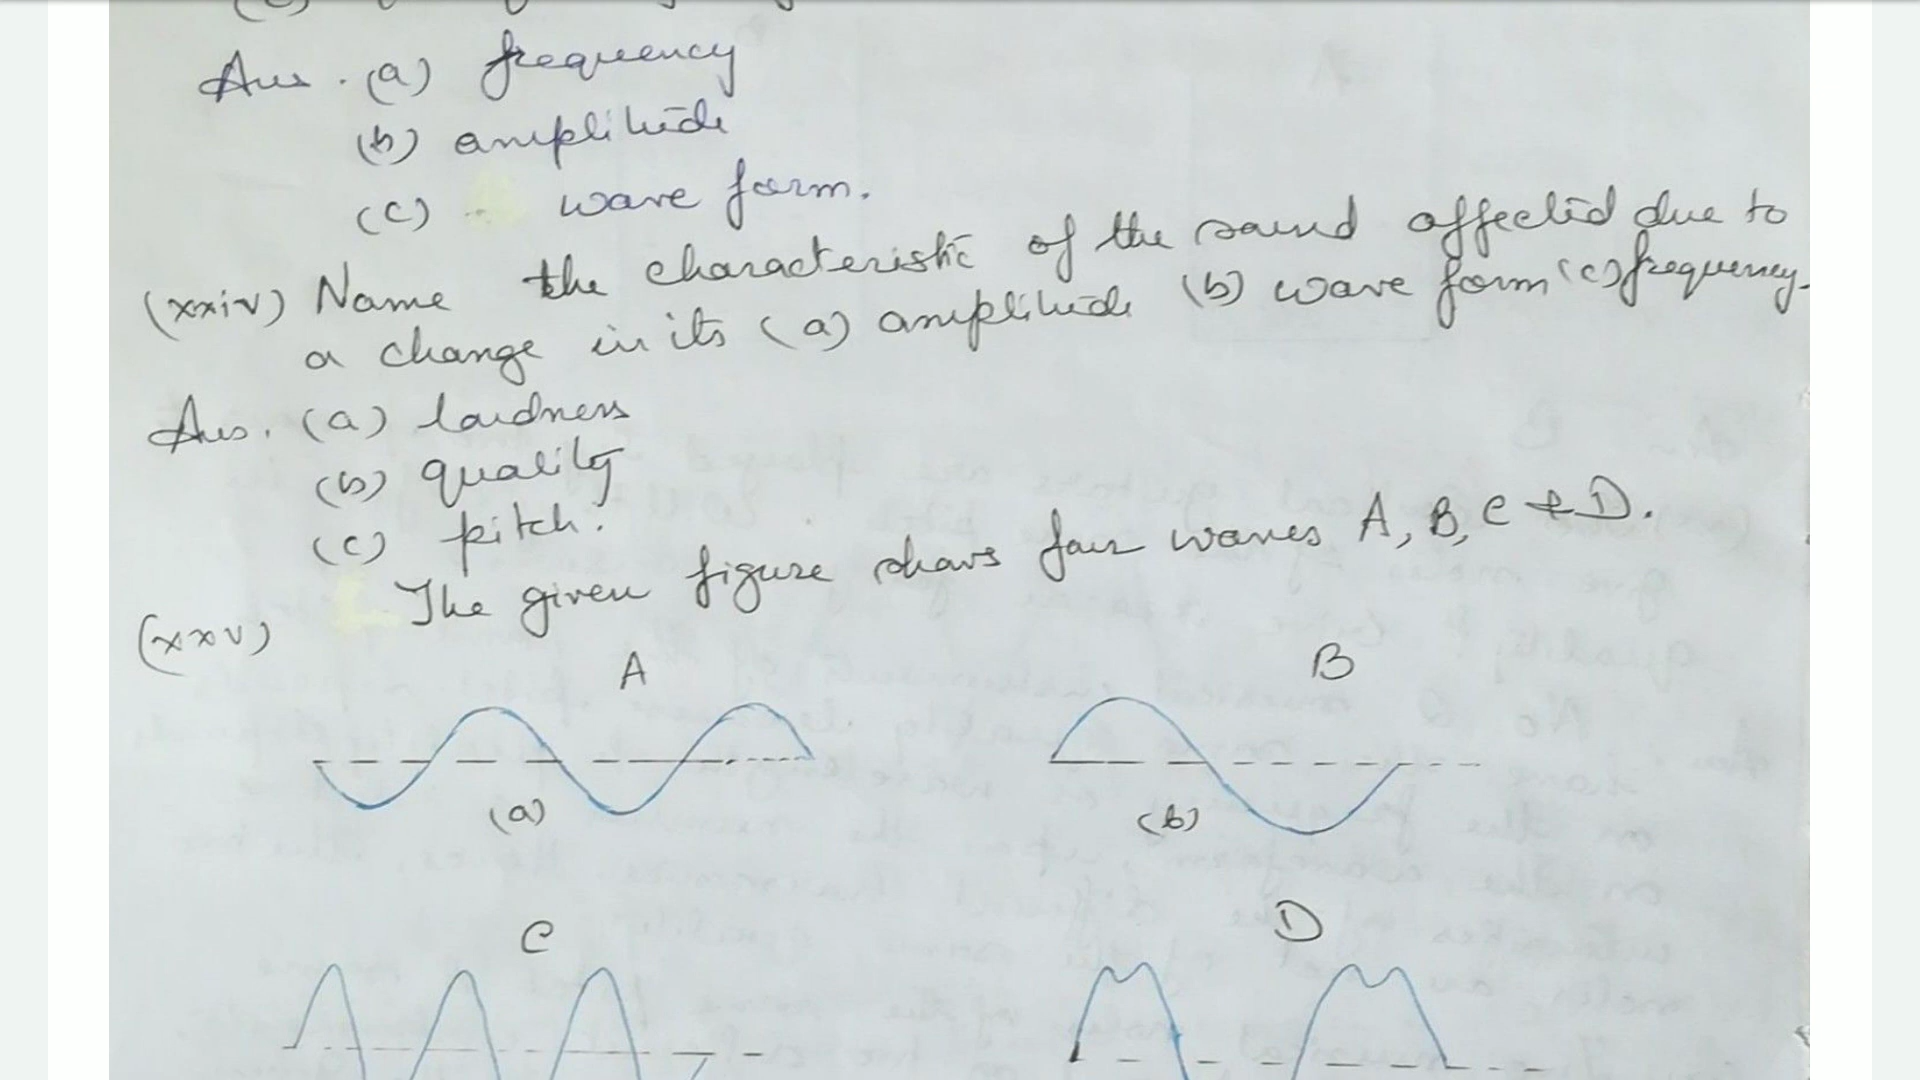 Ans. (a) frequency
(b) amplitude
(c) wave form.
(xxiv) Name the characteristic of the sound affected due to
a change in its (a) amplitude (b) wave form (c) frequency.
Ans. (a) loudness
(b) quality
(c) pitch.
(xxv) The given figure shows four waves A, B, C & D.
A B
(a) (b)
C D